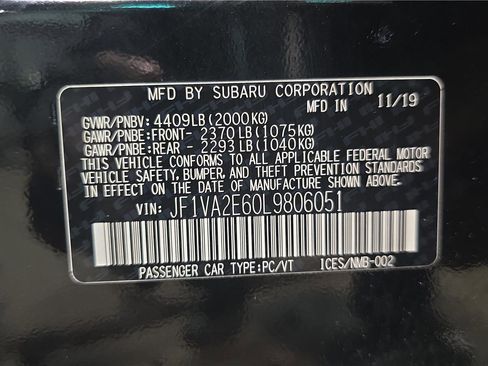 MFD BY SUBARU CORPORATION
MFD IN 11/19
GVWR/PNBV: 4409LB(2000KG)
GAWR/PNBE:FRONT- 2370LB(1075KG)
GAWR/PNBE:REAR - 2293LB(1040KG)
THIS VEHICLE CONFORMS TO ALL APPLICABLE FEDERAL MOTOR
VEHICLE SAFETY, BUMPER, AND THEFT PREVENTION STANDARDS
IN EFFECT ON THE DATE OF MANUFACTURE SHOWN ABOVE.
VIN: JF1VA2E60L9806051
PASSENGER CAR TYPE:PC/VT ICES/NMB-002